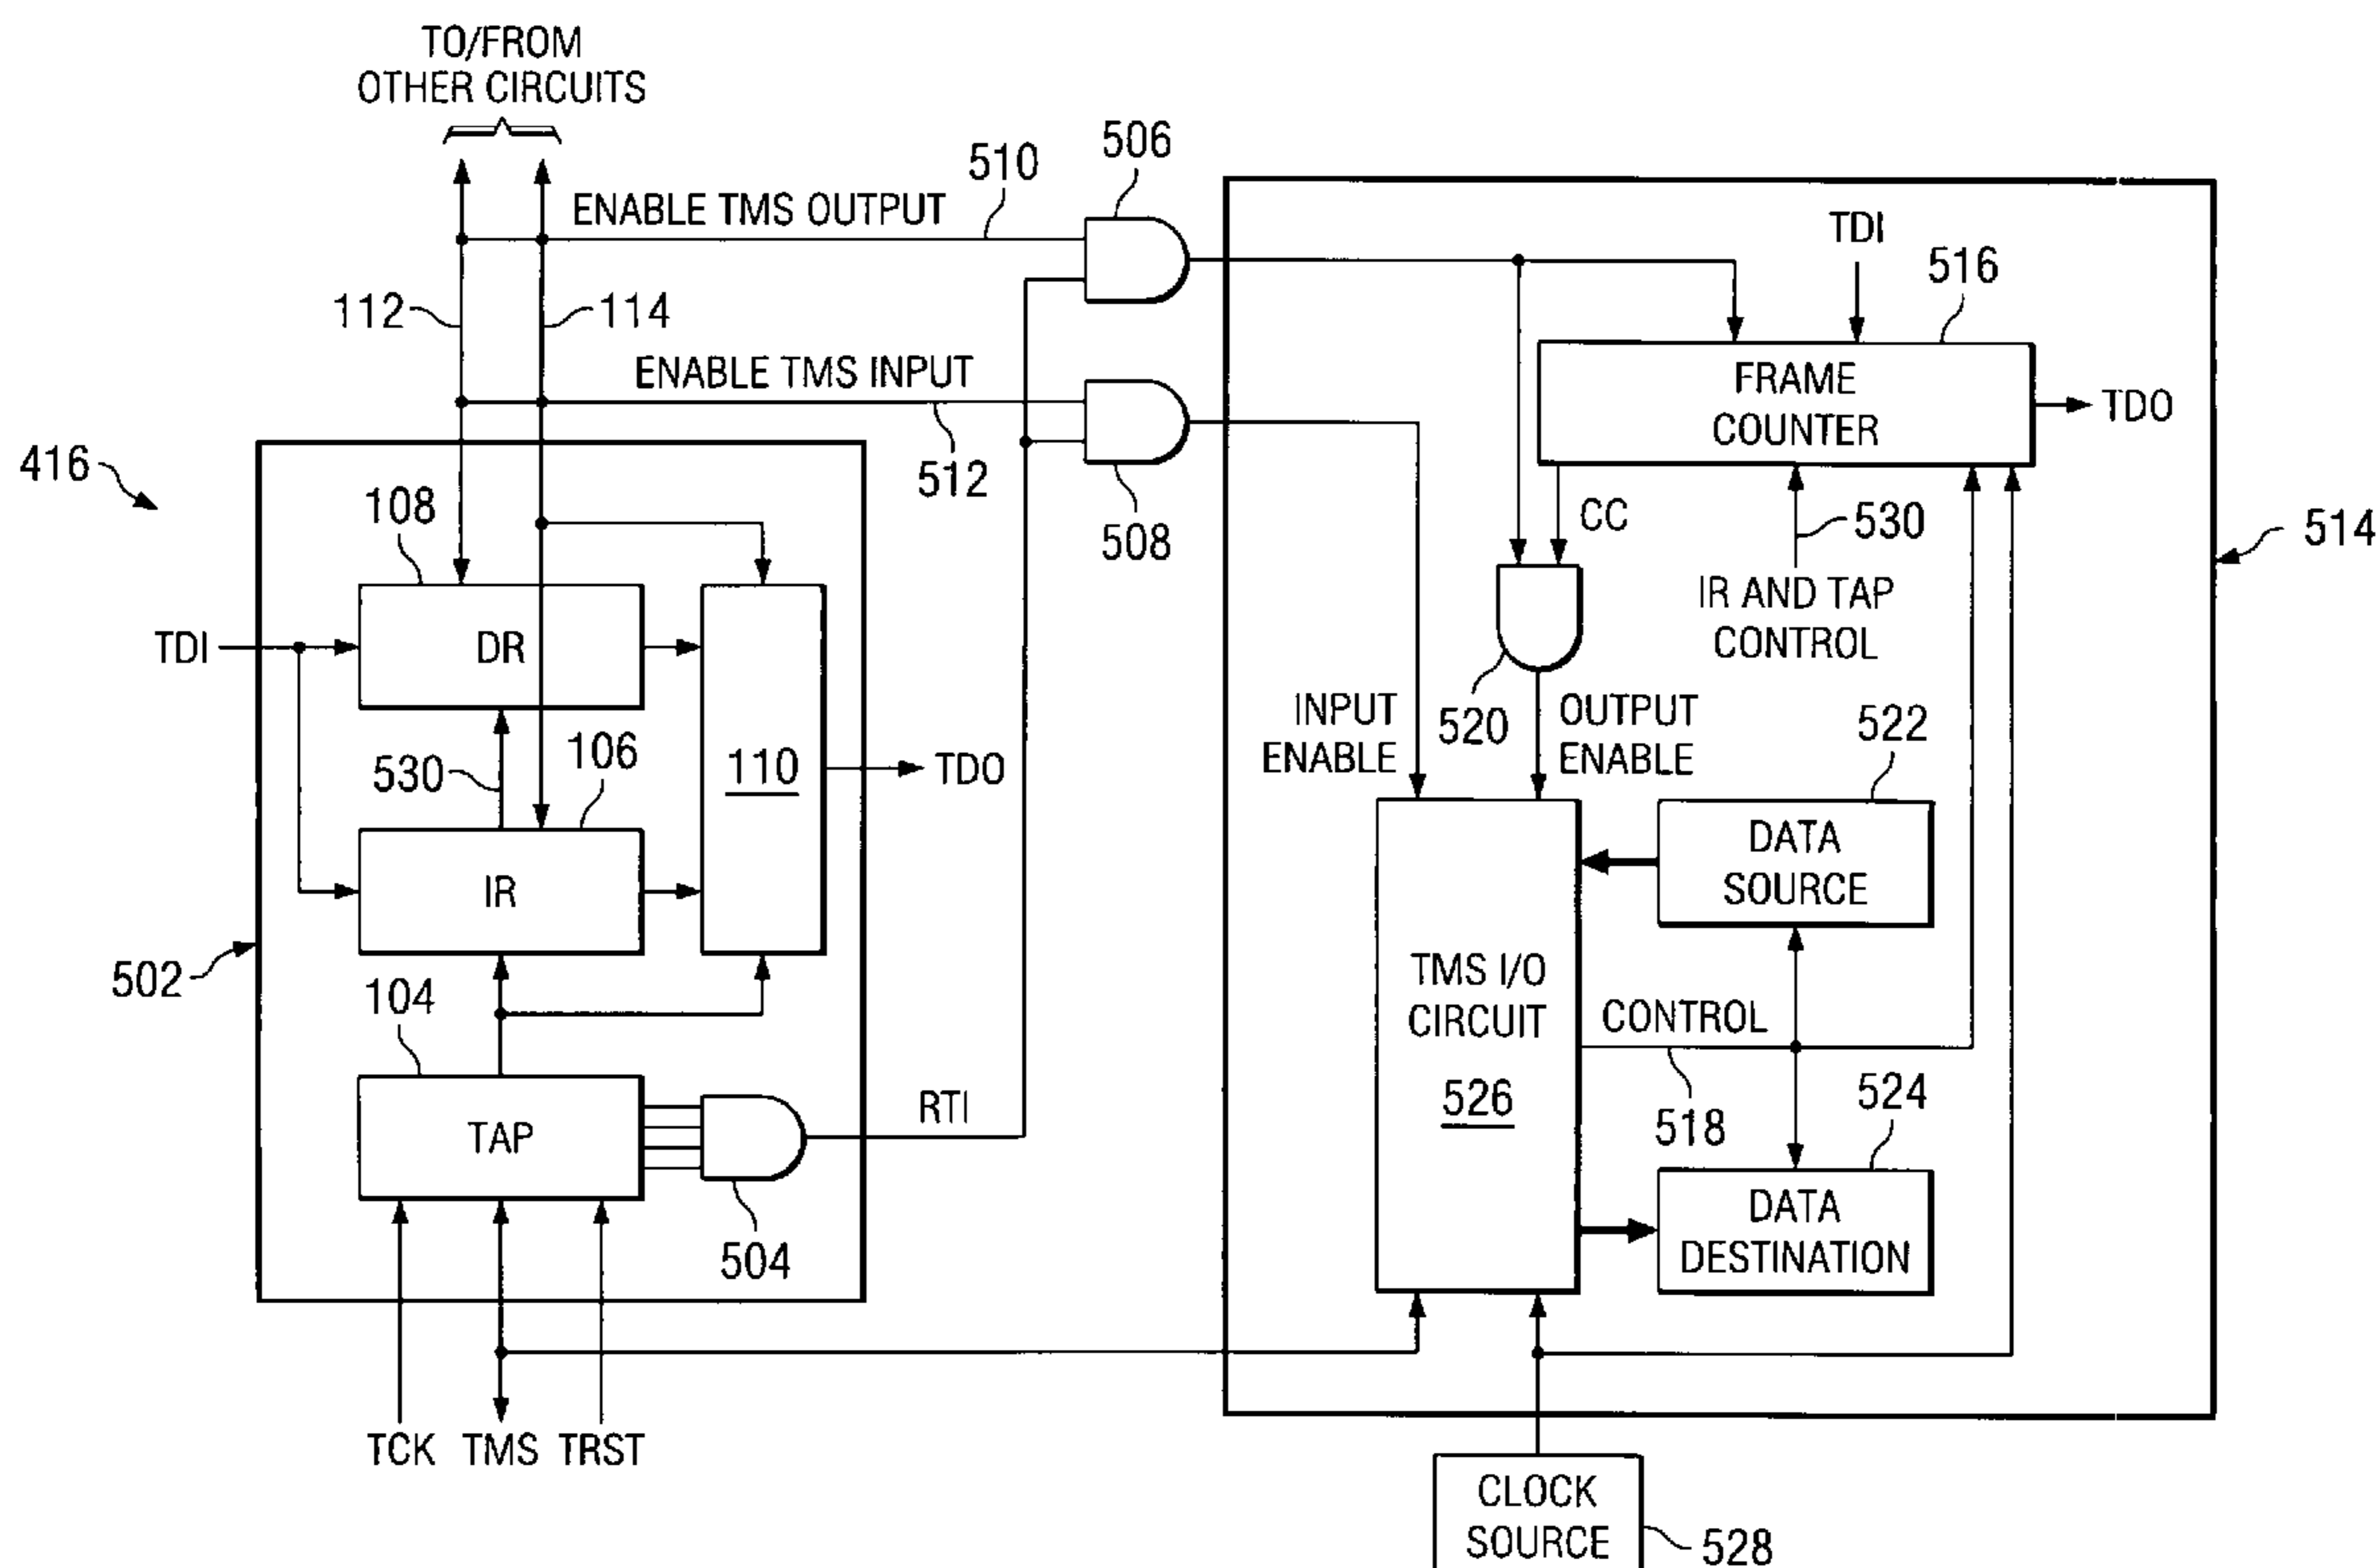 TO/FROM
OTHER CIRCUITS
506
510
ENABLE TMS OUTPUT
TDI
516
112
114
ENABLE TMS INPUT
FRAME
COUNTER
TDO
416
512
508
108
CC
530
514
IR AND TAP
CONTROL
TDI
DR
INPUT
ENABLE
520
OUTPUT
ENABLE
522
530
106
110
TDO
DATA
SOURCE
IR
502
104
TMS I/O
CIRCUIT
526
CONTROL
518
524
RTI
TAP
504
DATA
DESTINATION
TCK
TMS
TRST
CLOCK
SOURCE
528